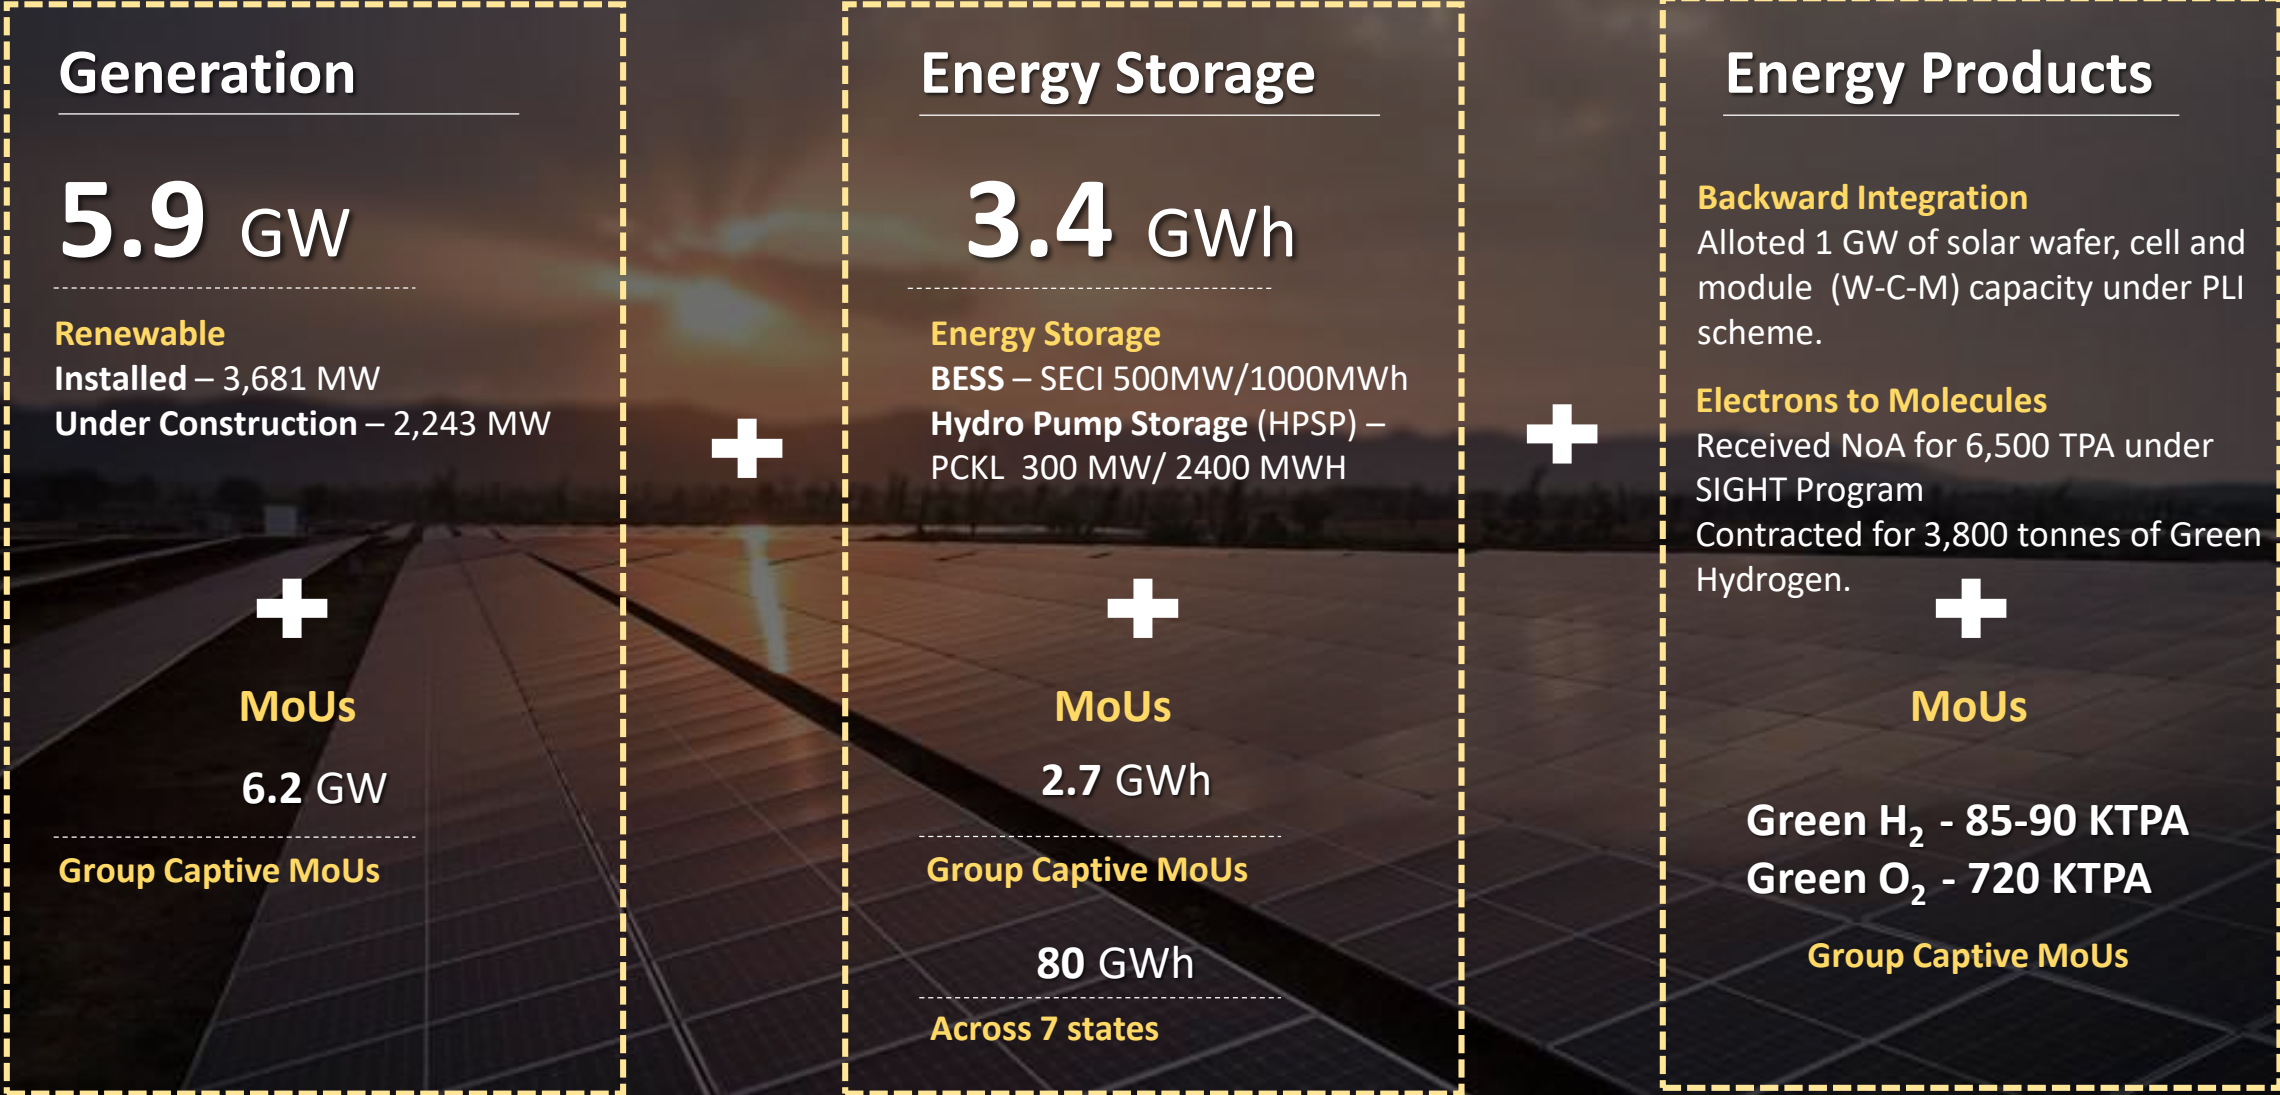 Generation
5.9 GW
Renewable
Installed – 3,681 MW
Under Construction – 2,243 MW
MoUs
6.2 GW
Group Captive MoUs
Energy Storage
3.4 GWh
Energy Storage
BESS – SECI 500MW/1000MWh
Hydro Pump Storage (HPSP) –
PCKL 300 MW/ 2400 MWH
MoUs
2.7 GWh
Group Captive MoUs
80 GWh
Across 7 states
Energy Products
Backward Integration
Alloted 1 GW of solar wafer, cell and
module (W-C-M) capacity under PLI
scheme.
Electrons to Molecules
Received NoA for 6,500 TPA under
SIGHT Program
Contracted for 3,800 tonnes of Green
Hydrogen.
MoUs
Green H₂ - 85-90 KTPA
Green O₂ - 720 KTPA
Group Captive MoUs